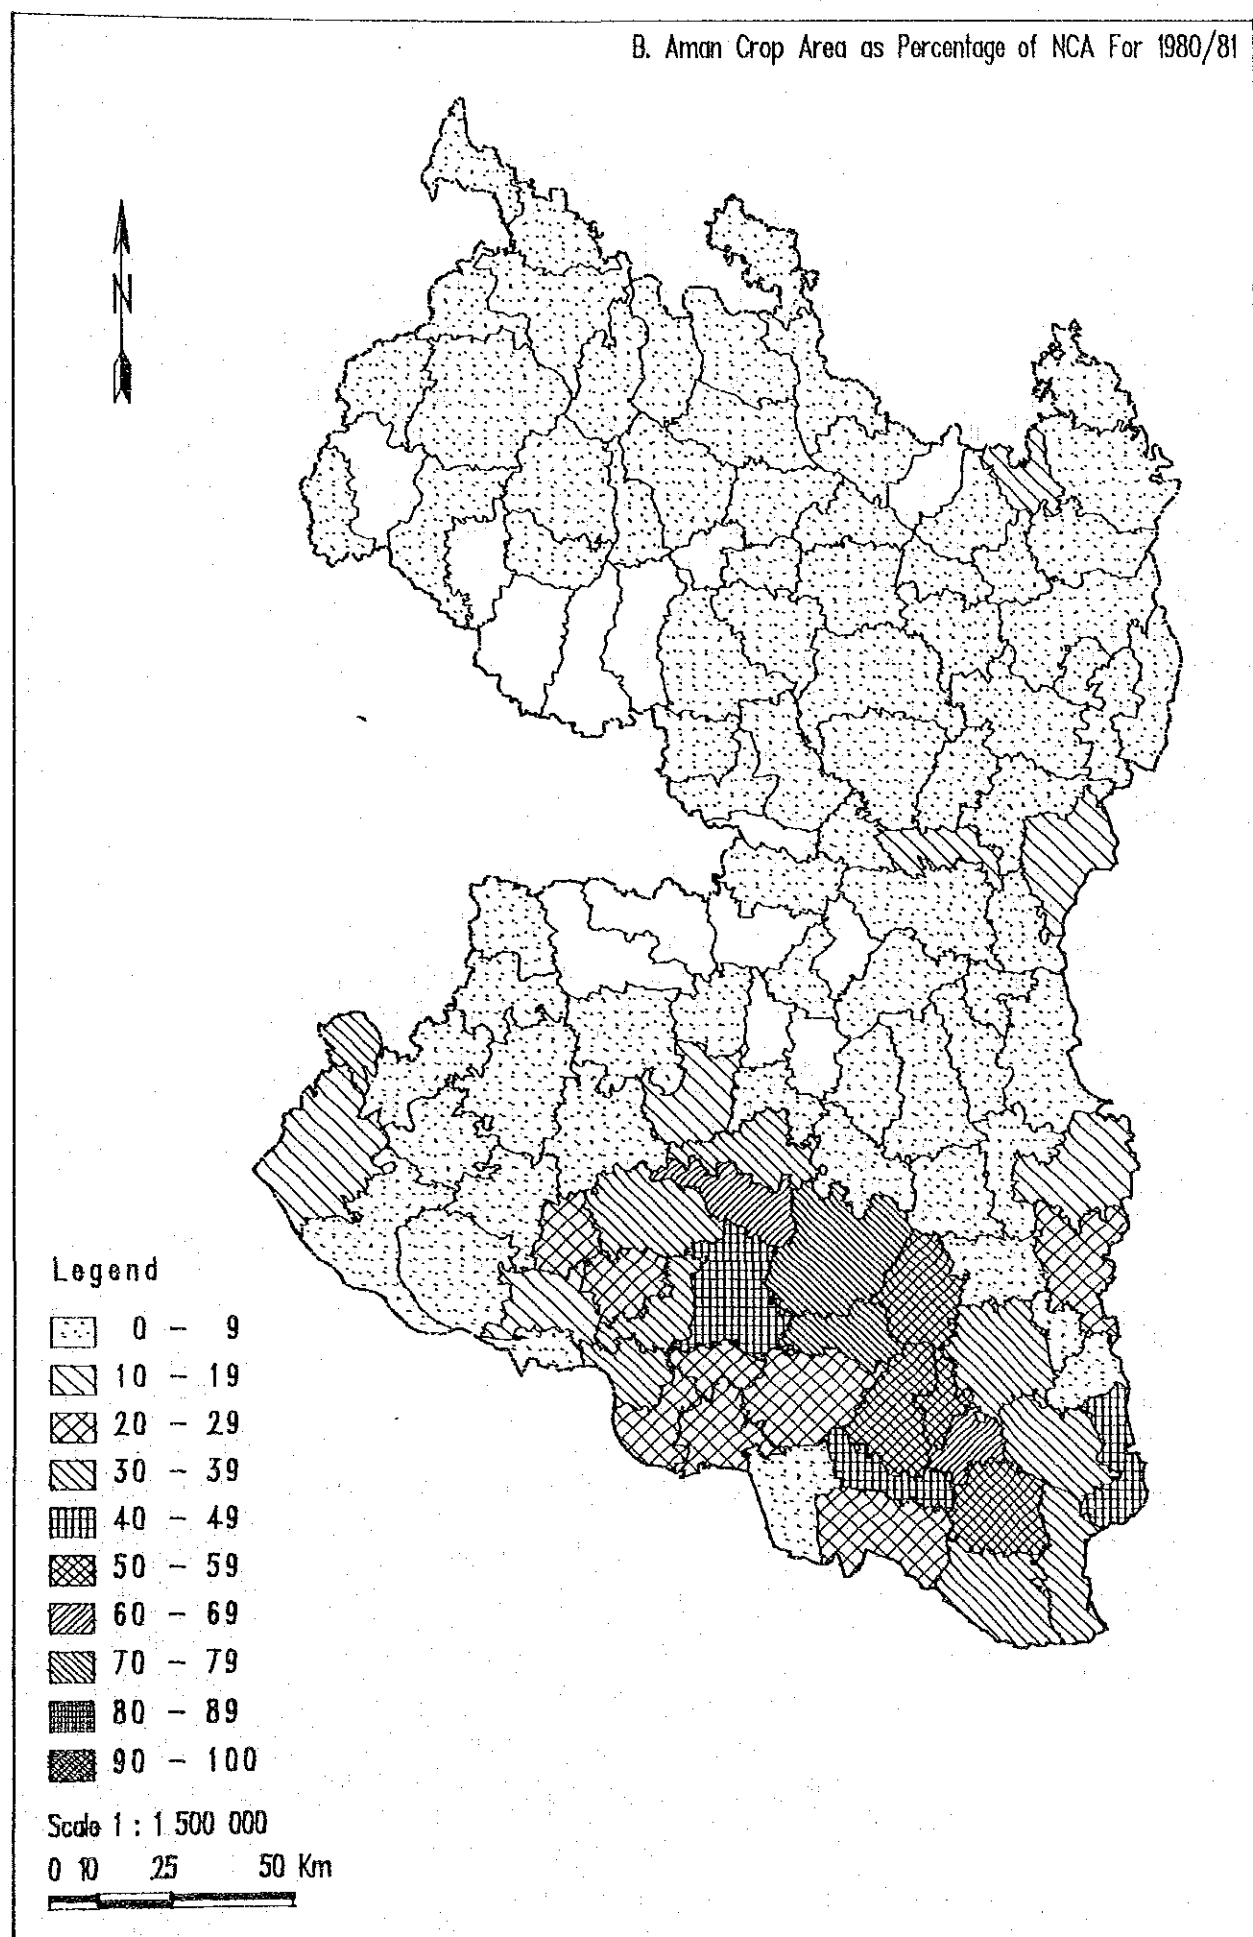 B. Aman Crop Area as Percentage of NCA For 1980/81
N
Legend
0 - 9
10 - 19
20 - 29
30 - 39
40 - 49
50 - 59
60 - 69
70 - 79
80 - 89
90 - 100
Scale 1 : 1 500 000
0 10 25 50 Km